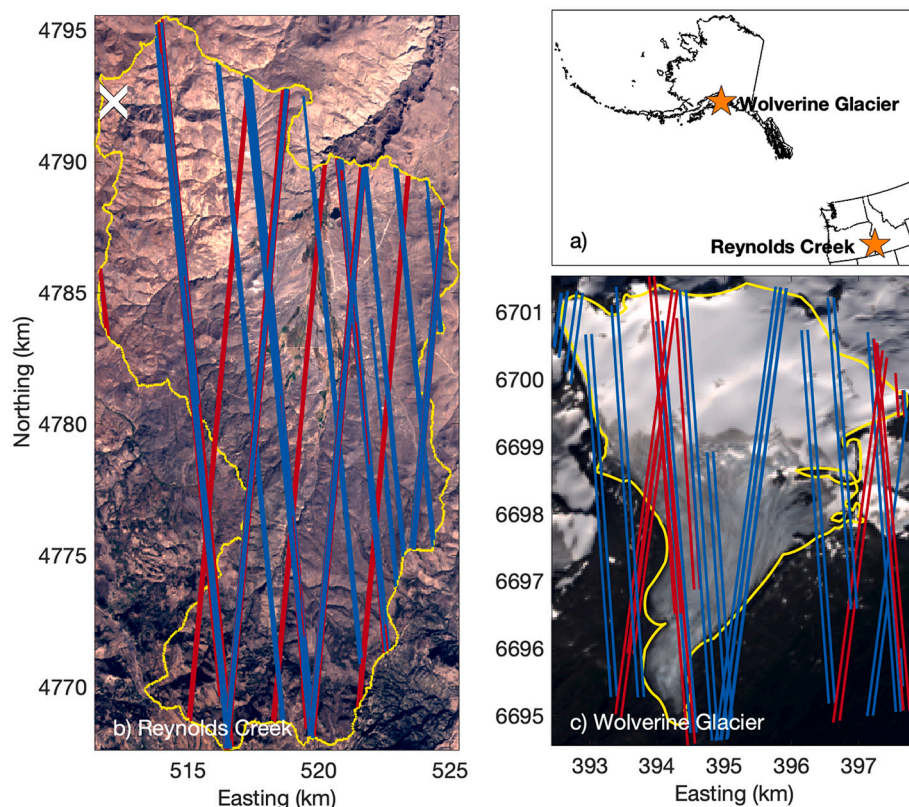 4795
4790
4785
4780
4775
4770
Northing (km)
b) Reynolds Creek
515
520
525
Easting (km)
Wolverine Glacier
Reynolds Creek
a)
6701
6700
6699
6698
6697
6696
6695
c) Wolverine Glacier
393
394
395
396
397
Easting (km)